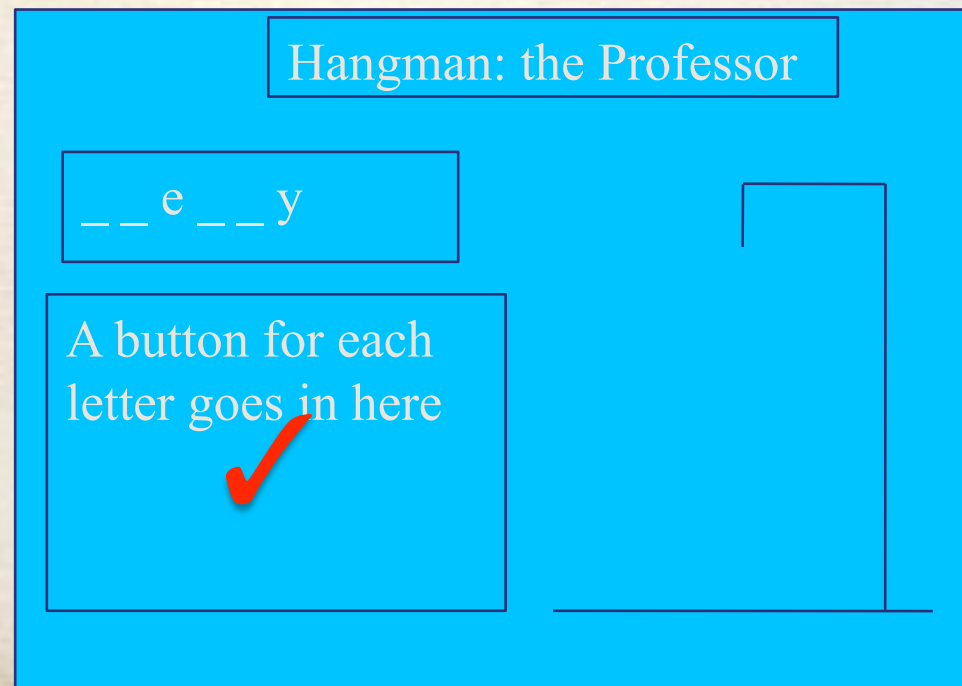 Hangman: the Professor
_ _ e _ _ y
A button for each
letter goes in here